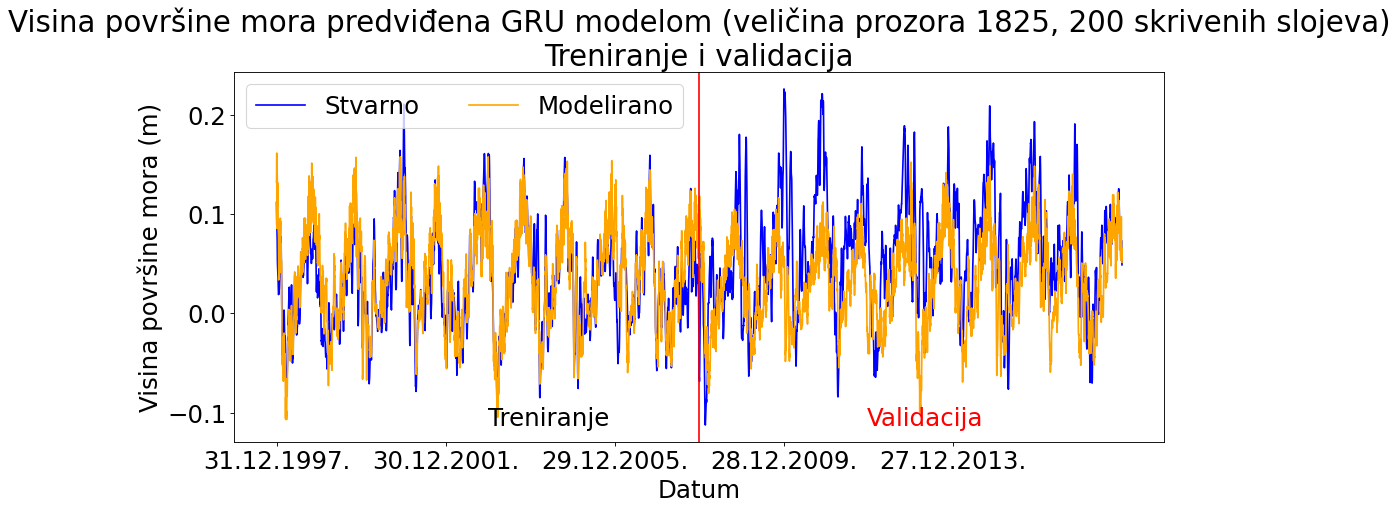 Visina površine mora predviđena GRU modelom (veličina prozora 1825, 200 skrivenih slojeva)
Treniranje i validacija
Stvarno
Modelirano
Visina površine mora (m)
0.2
0.1
0.0
−0.1
Treniranje
Validacija
31.12.1997.
30.12.2001.
29.12.2005.
28.12.2009.
27.12.2013.
Datum